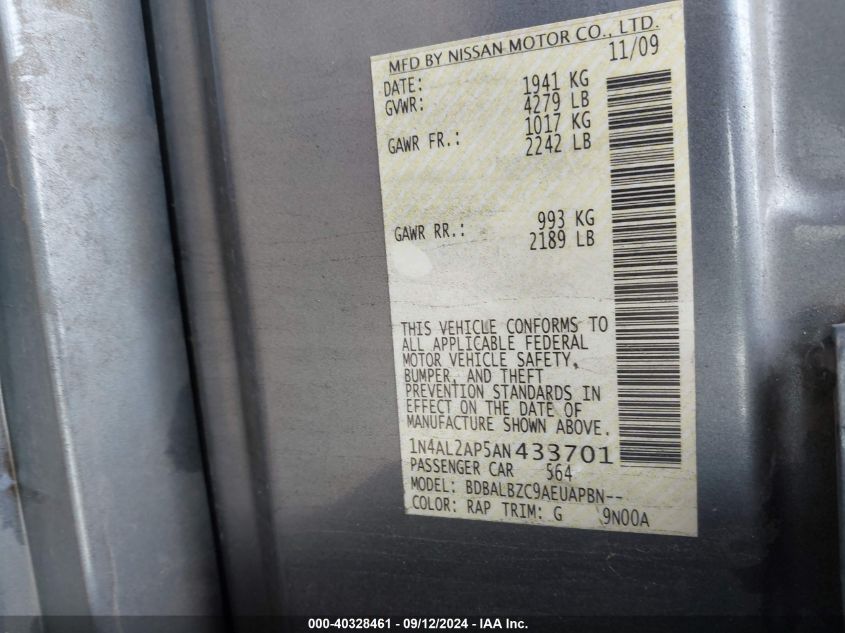 MFD BY NISSAN MOTOR CO., LTD.
DATE: 11/09
GVWR: 1941 KG
4279 LB
GAWR FR.: 1017 KG
2242 LB
GAWR RR.: 993 KG
2189 LB
THIS VEHICLE CONFORMS TO
ALL APPLICABLE FEDERAL
MOTOR VEHICLE SAFETY,
BUMPER, AND THEFT
PREVENTION STANDARDS IN
EFFECT ON THE DATE OF
MANUFACTURE SHOWN ABOVE.
1N4AL2AP5AN433701
PASSENGER CAR 564
MODEL: BDBALBZC9AEUAPBN--
COLOR: RAP TRIM: G 9N00A
000-40328461 - 09/12/2024 - IAA Inc.